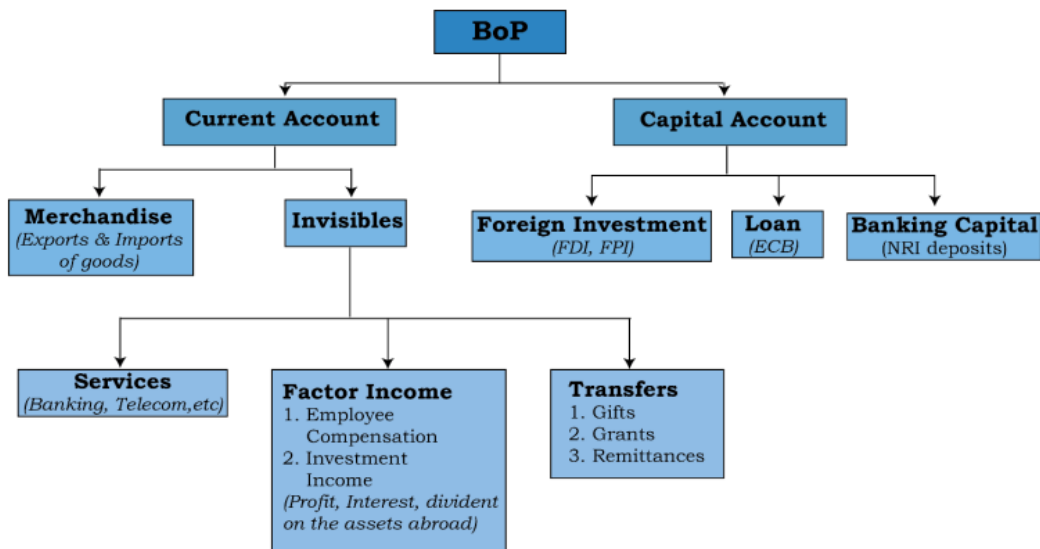 BoP
Current Account
Capital Account
Merchandise
(Exports & Imports
of goods)
Invisibles
Foreign Investment
(FDI, FPI)
Loan
(ECB)
Banking Capital
(NRI deposits)
Services
(Banking, Telecom,etc)
Factor Income
1. Employee
Compensation
2. Investment
Income
(Profit, Interest, divident
on the assets abroad)
Transfers
1. Gifts
2. Grants
3. Remittances